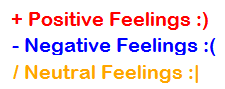 + Positive Feelings :)
- Negative Feelings :(
/ Neutral Feelings :|